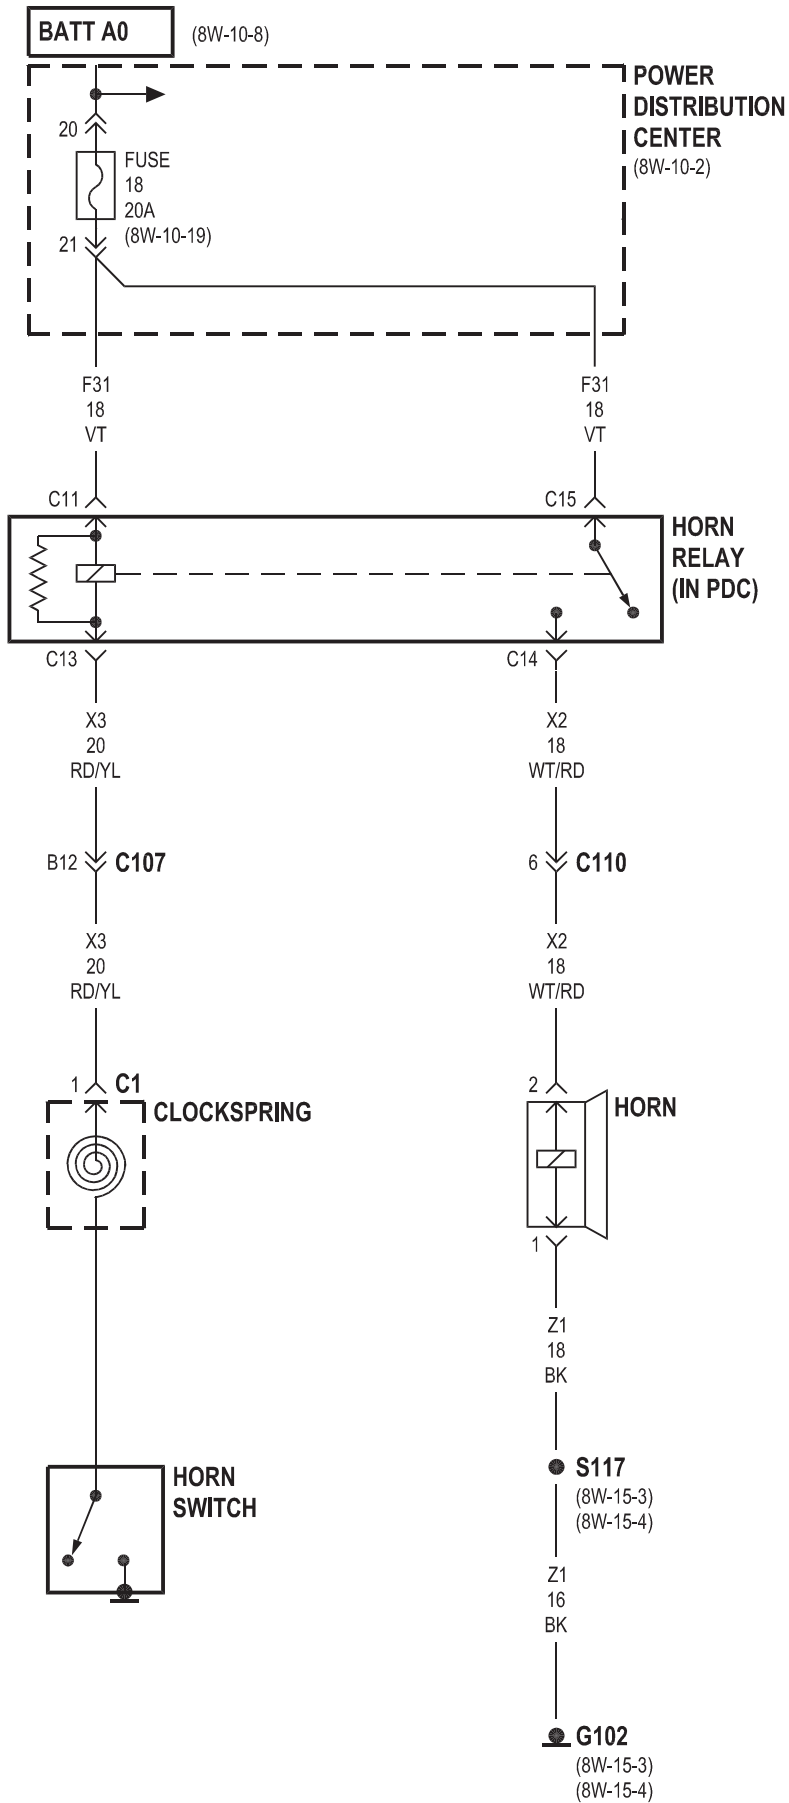 BATT A0
(8W-10-8)
POWER
DISTRIBUTION
CENTER
(8W-10-2)
20
FUSE
18
20A
(8W-10-19)
21
F31
18
VT
F31
18
VT
C11
C15
HORN
RELAY
(IN PDC)
C13
C14
X3
20
RD/YL
X2
18
WT/RD
B12
C107
6
C110
X3
20
RD/YL
X2
18
WT/RD
1
C1
CLOCKSPRING
2
HORN
1
Z1
18
BK
HORN
SWITCH
S117
(8W-15-3)
(8W-15-4)
Z1
16
BK
G102
(8W-15-3)
(8W-15-4)